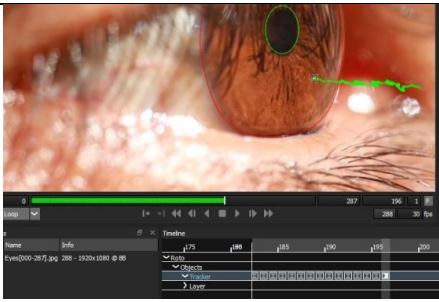 0 287 196 1 F
Loop 288 30 fps
s Timeline
Name Info 175 180 185 190 195 200
Eyes[000-287].jpg 288 - 1920x1080 @ 8B Roto
Objects
Tracker
Layer